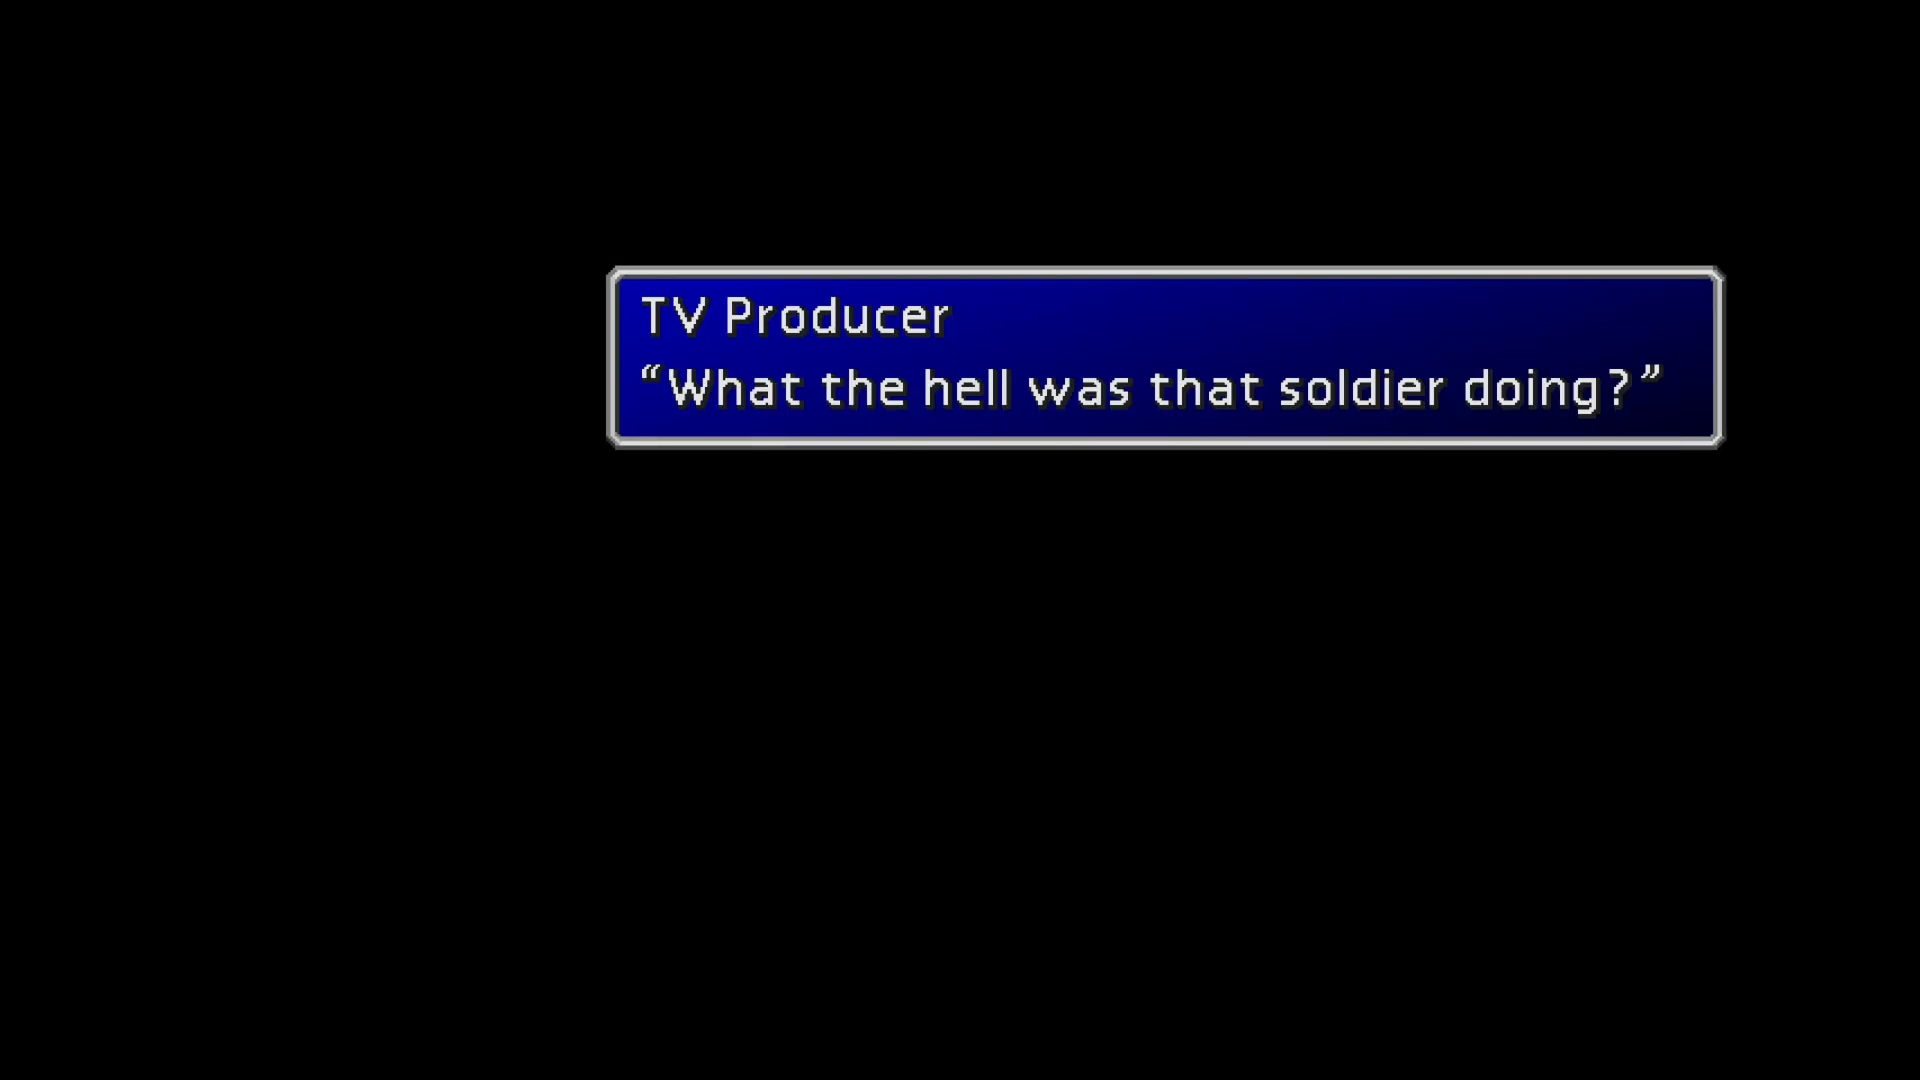 TV Producer
“What the hell was that soldier doing?”